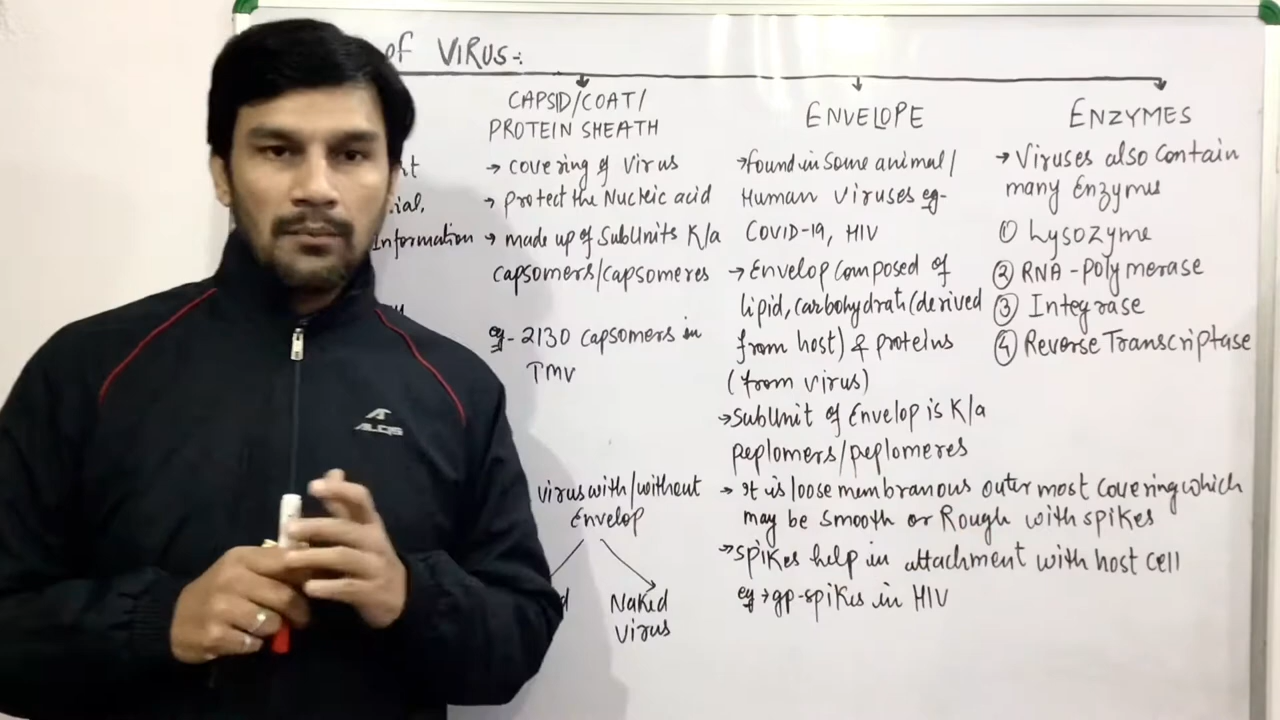 of VIRUS-:
Information
CAPSID/COAT/
PROTEIN SHEATH
→ covering of Virus
→ Protect the Nucleic acid
→ made up of SubUnits K/a
capsomers/capsomeres
eg- 2130 capsomers in
TMV
virus with/without
Envelop
Naked
Virus
ENVELOPE
→ found in Some animal/
Human Viruses eg-
COVID-19, HIV
→ Envelop composed of
lipid, carbohydrate (derived
from host) & proteins
(from virus)
→ SubUnit of Envelop is K/a
peplomers/peplomeres
→ It is loose membranous outer most covering which
may be smooth or Rough with spikes
→ spikes help in attachment with host cell
eg → gp-spikes in HIV
ENZYMES
→ Viruses also contain
many Enzymes
① Lysozyme
② RNA-polymerase
③ Integrase
④ Reverse Transcriptase
ALCIS